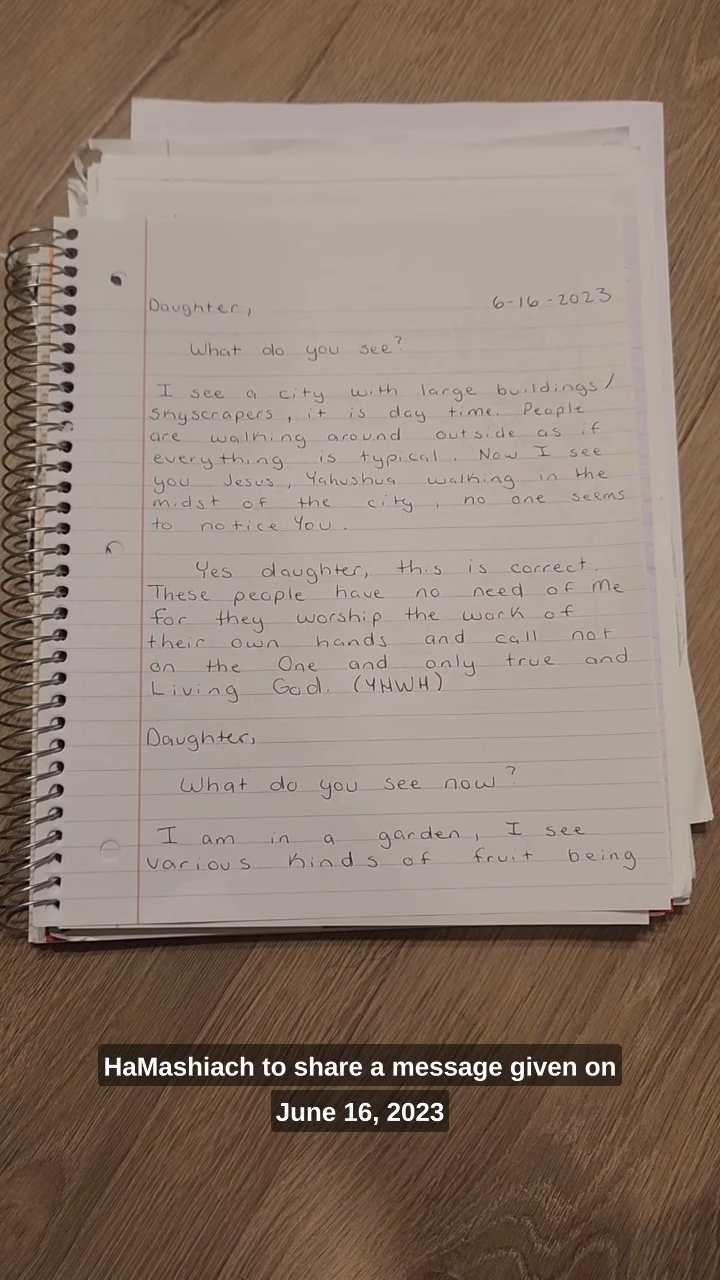 Daughter, 6-16-2023
What do you see?
I see a city with large buildings/
skyscrapers, it is day time. People
are walking around outside as if
everything is typical. Now I see
you Jesus, Yahushua walking in the
midst of the city, no one seems
to notice You.
Yes daughter, this is correct.
These people have no need of Me
for they worship the work of
their own hands and call not
on the One and only true and
Living God. (YHWH)
Daughter,
What do you see now?
I am in a garden, I see
various kinds of fruit being
HaMashiach to share a message given on
June 16, 2023